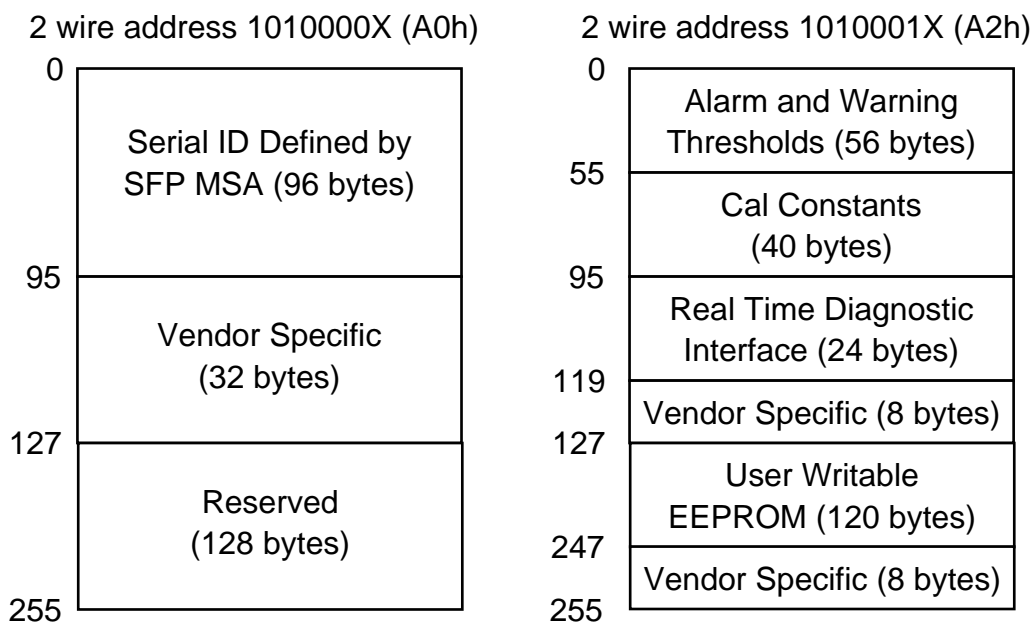 2 wire address 1010000X (A0h)
0
Serial ID Defined by
SFP MSA (96 bytes)
95
Vendor Specific
(32 bytes)
127
Reserved
(128 bytes)
255
2 wire address 1010001X (A2h)
0
Alarm and Warning
Thresholds (56 bytes)
55
Cal Constants
(40 bytes)
95
Real Time Diagnostic
Interface (24 bytes)
119
Vendor Specific (8 bytes)
127
User Writable
EEPROM (120 bytes)
247
Vendor Specific (8 bytes)
255